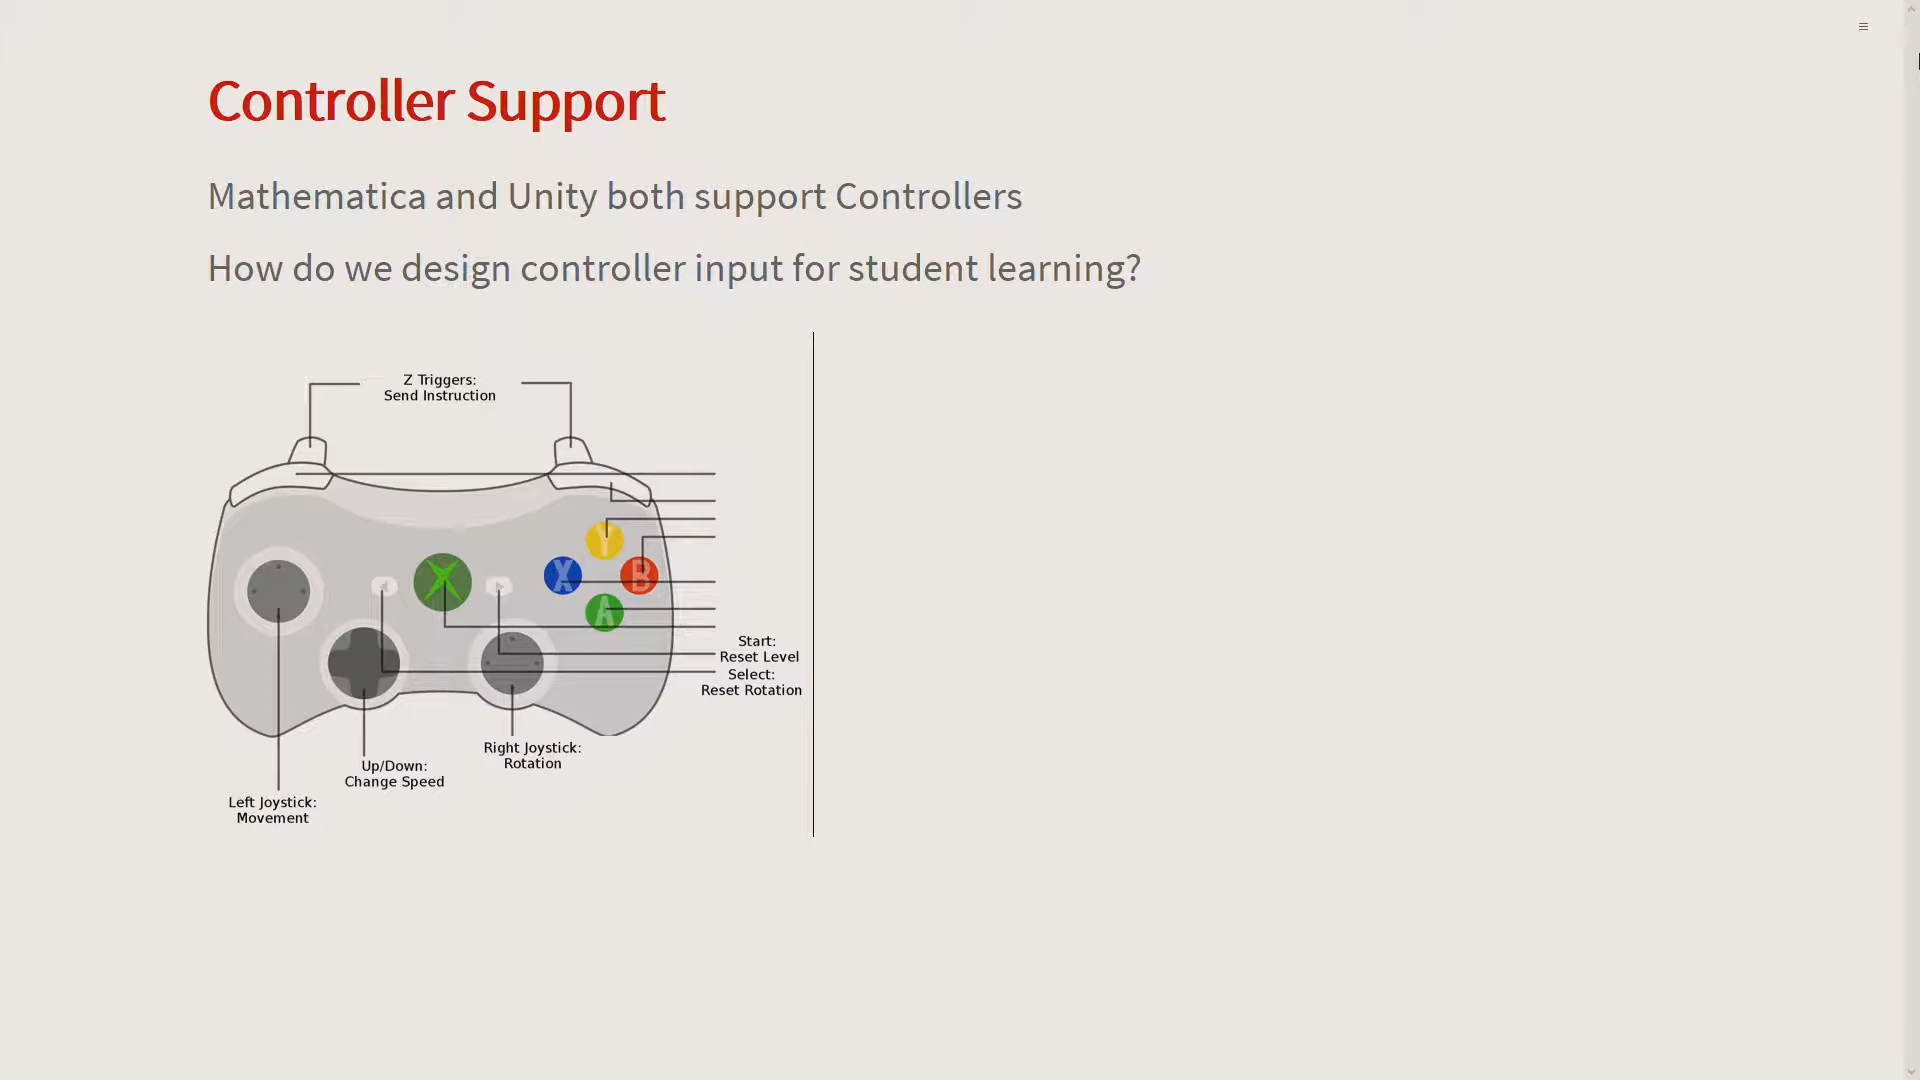 Controller Support
Mathematica and Unity both support Controllers
How do we design controller input for student learning?
Z Triggers:
Send Instruction
Y
X
B
A
Start:
Reset Level
Select:
Reset Rotation
Right Joystick:
Rotation
Up/Down:
Change Speed
Left Joystick:
Movement